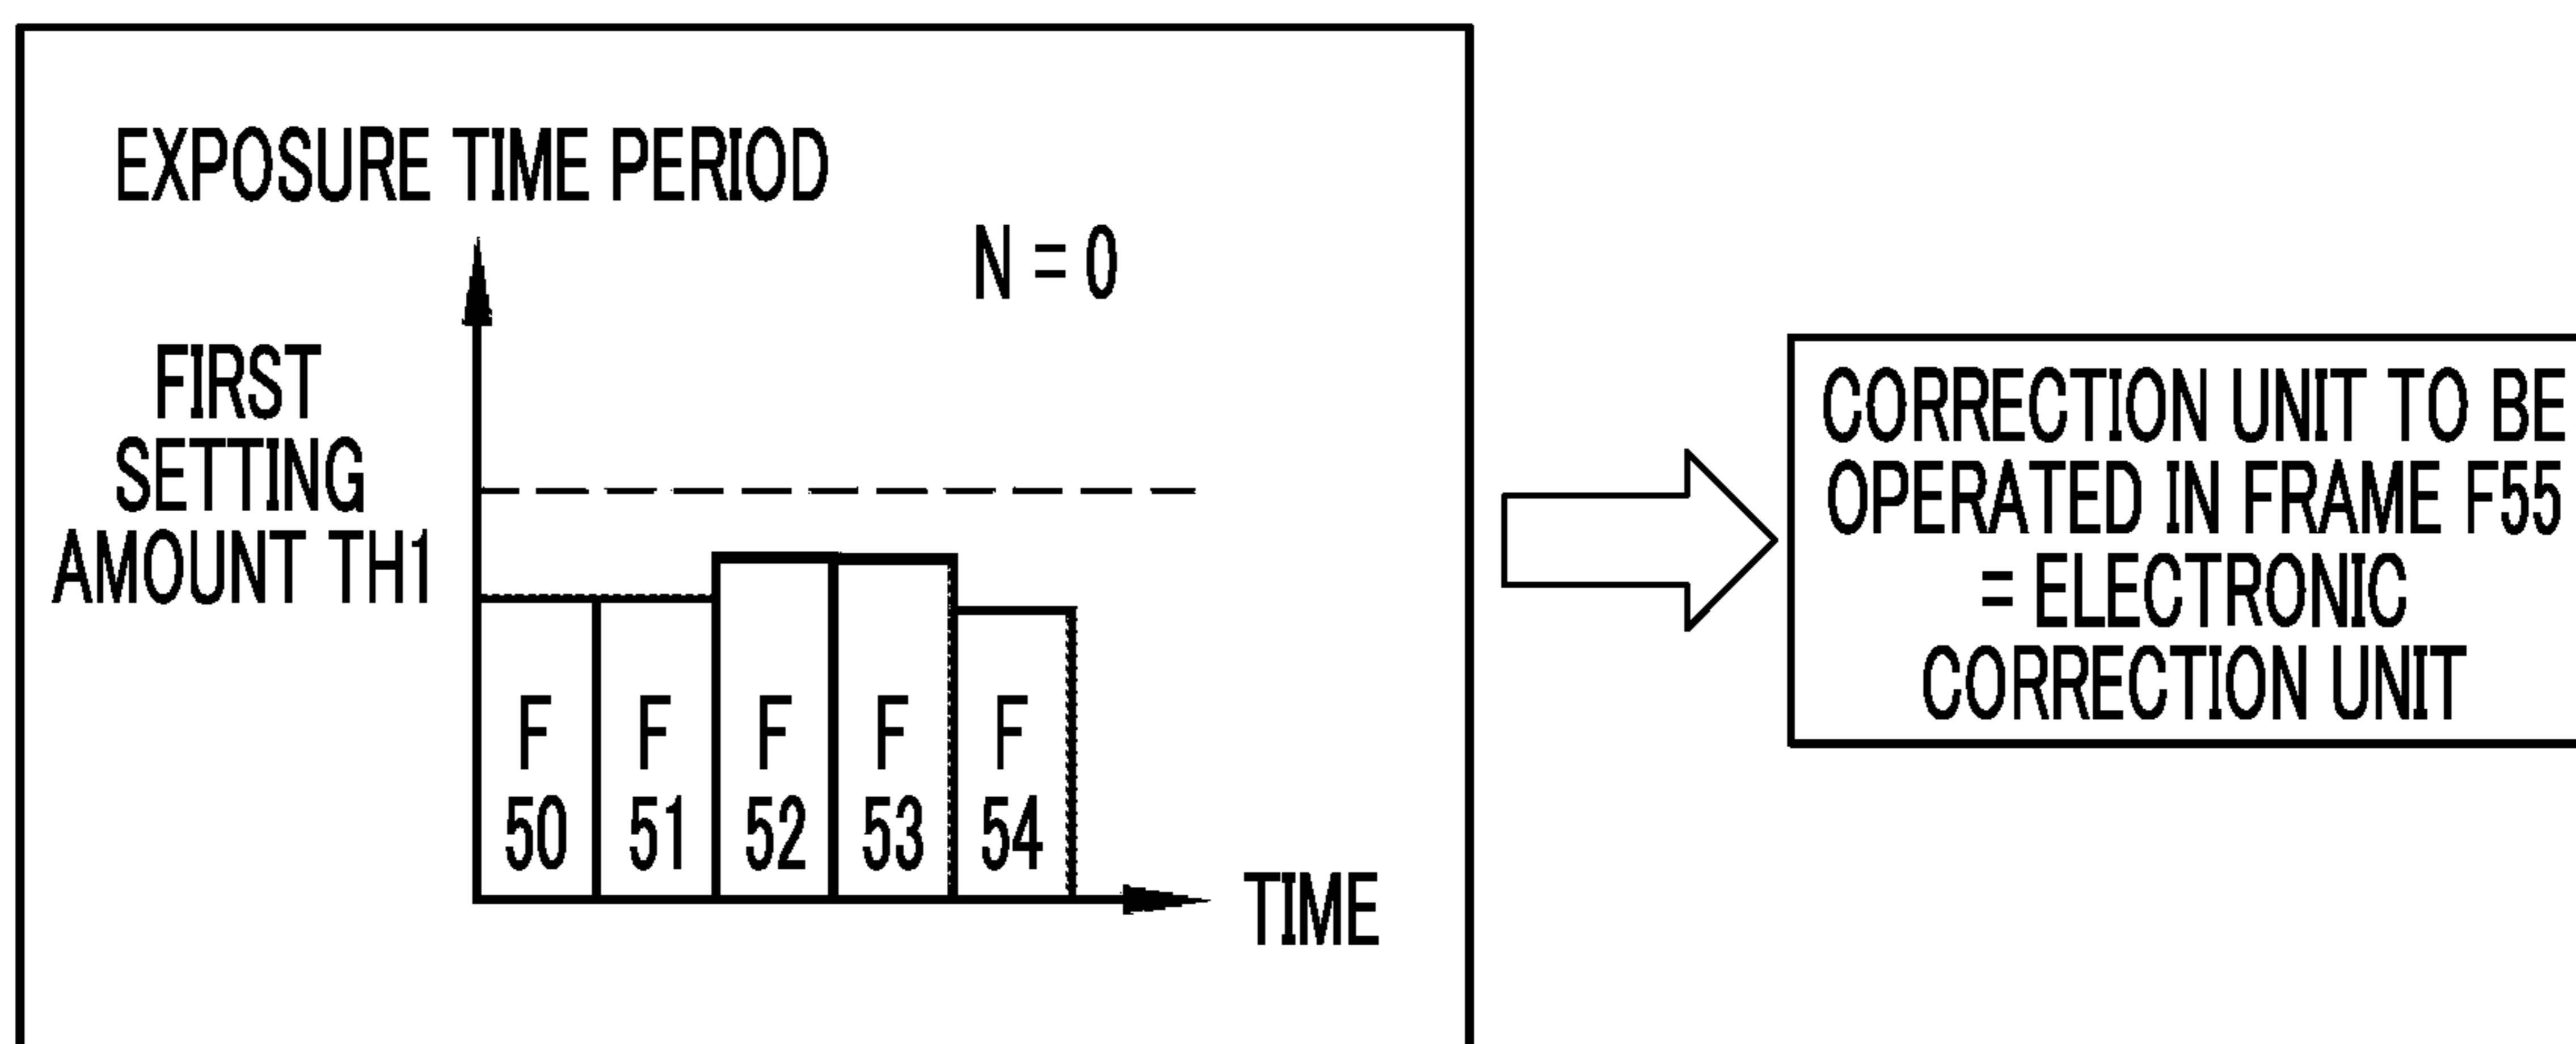 EXPOSURE TIME PERIOD
N = 0
FIRST
SETTING
AMOUNT TH1
F
50
F
51
F
52
F
53
F
54
TIME
CORRECTION UNIT TO BE
OPERATED IN FRAME F55
= ELECTRONIC
CORRECTION UNIT